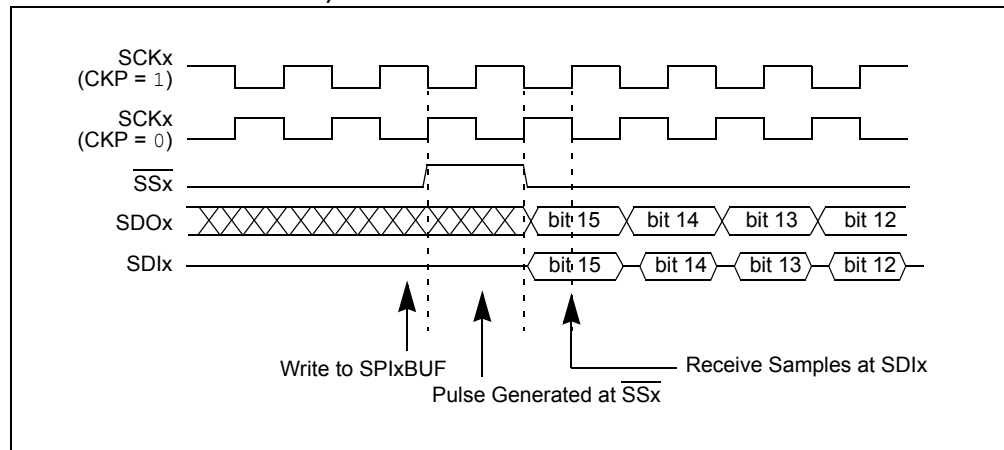 SCKx
(CKP = 1)
SCKx
(CKP = 0)
SSx
SDOx bit 15 bit 14 bit 13 bit 12
SDIx bit 15 bit 14 bit 13 bit 12
Write to SPIxBUF
Receive Samples at SDIx
Pulse Generated at SSx